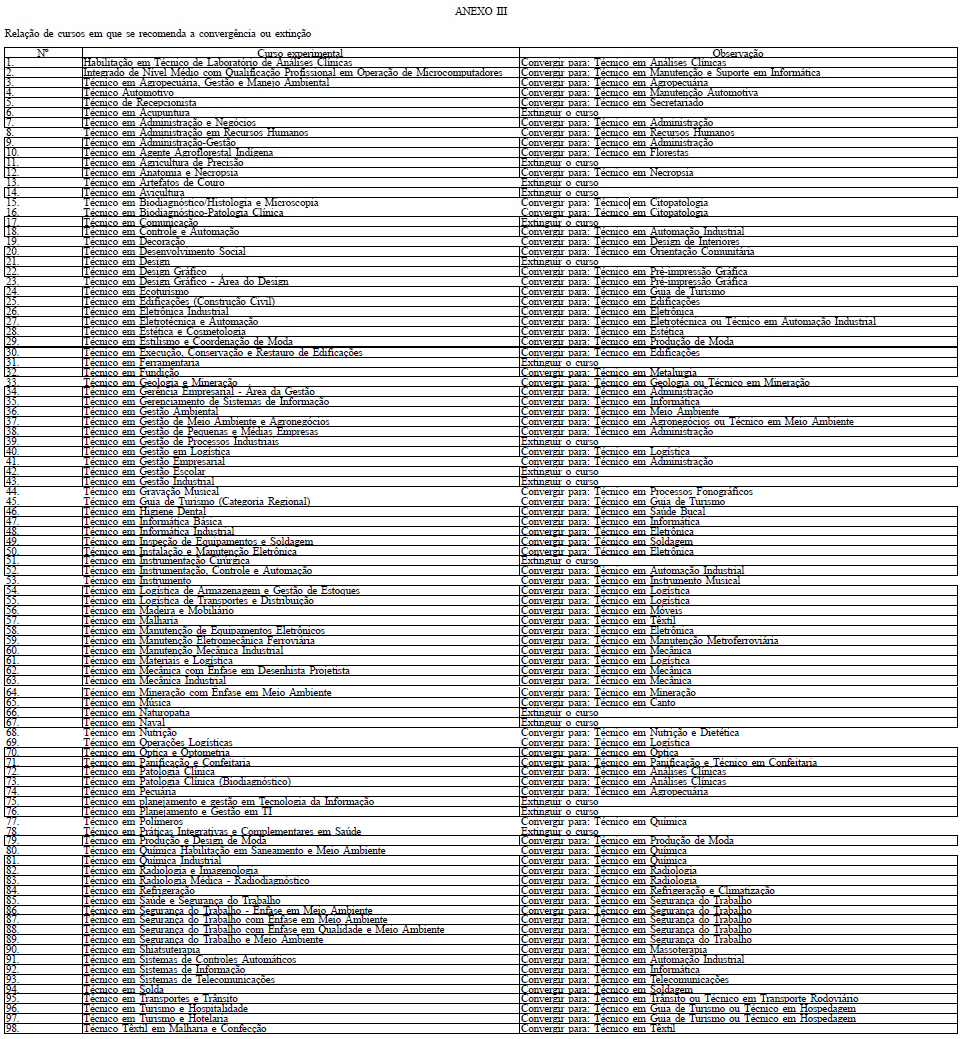 ANEXO III
Relação de cursos em que se recomenda a convergência ou extinção
Nº Curso experimental Observação
1. Habilitação em Técnico de Laboratório de Análises Clínicas Convergir para: Técnico em Análises Clínicas
2. Integrado de Nível Médio com Qualificação Profissional em Operação de Microcomputadores Convergir para: Técnico em Manutenção e Suporte em Informática
3. Técnico em Agropecuária, Gestão e Manejo Ambiental Convergir para: Técnico em Agropecuária
4. Técnico Automotivo Convergir para: Técnico em Manutenção Automotiva
5. Técnico de Recepcionista Convergir para: Técnico em Secretariado
6. Técnico em Acupuntura Extinguir o curso
7. Técnico em Administração e Negócios Convergir para: Técnico em Administração
8. Técnico em Administração em Recursos Humanos Convergir para: Técnico em Recursos Humanos
9. Técnico em Administração-Gestão Convergir para: Técnico em Administração
10. Técnico em Agente Agroflorestal Indígena Convergir para: Técnico em Florestas
11. Técnico em Agricultura de Precisão Extinguir o curso
12. Técnico em Anatomia e Necropsia Convergir para: Técnico em Necropsia
13. Técnico em Artefatos de Couro Extinguir o curso
14. Técnico em Avicultura Extinguir o curso
15. Técnico em Biodiagnóstico/Histologia e Microscopia Convergir para: Técnico em Citopatologia
16. Técnico em Biodiagnóstico-Patologia Clínica Convergir para: Técnico em Citopatologia
17. Técnico em Comunicação Extinguir o curso
18. Técnico em Controle e Automação Convergir para: Técnico em Automação Industrial
19. Técnico em Decoração Convergir para: Técnico em Design de Interiores
20. Técnico em Desenvolvimento Social Convergir para: Técnico em Orientação Comunitária
21. Técnico em Design Extinguir o curso
22. Técnico em Design Gráfico Convergir para: Técnico em Pré-impressão Gráfica
23. Técnico em Design Gráfico - Área do Design Convergir para: Técnico em Pré-impressão Gráfica
24. Técnico em Ecoturismo Convergir para: Técnico em Guia de Turismo
25. Técnico em Edificações (Construção Civil) Convergir para: Técnico em Edificações
26. Técnico em Eletrônica Industrial Convergir para: Técnico em Eletrônica
27. Técnico em Eletrotécnica e Automação Convergir para: Técnico em Eletrotécnica ou Técnico em Automação Industrial
28. Técnico em Estética e Cosmetologia Convergir para: Técnico em Estética
29. Técnico em Estilismo e Coordenação de Moda Convergir para: Técnico em Produção de Moda
30. Técnico em Execução, Conservação e Restauro de Edificações Convergir para: Técnico em Edificações
31. Técnico em Ferramentaria Extinguir o curso
32. Técnico em Fundição Convergir para: Técnico em Metalurgia
33. Técnico em Geologia e Mineração Convergir para: Técnico em Geologia ou Técnico em Mineração
34. Técnico em Gerência Empresarial - Área da Gestão Convergir para: Técnico em Administração
35. Técnico em Gerenciamento de Sistemas de Informação Convergir para: Técnico em Informática
36. Técnico em Gestão Ambiental Convergir para: Técnico em Meio Ambiente
37. Técnico em Gestão de Meio Ambiente e Agronegócios Convergir para: Técnico em Agronegócios ou Técnico em Meio Ambiente
38. Técnico em Gestão de Pequenas e Médias Empresas Convergir para: Técnico em Administração
39. Técnico em Gestão de Processos Industriais Extinguir o curso
40. Técnico em Gestão em Logística Convergir para: Técnico em Logística
41. Técnico em Gestão Empresarial Convergir para: Técnico em Administração
42. Técnico em Gestão Escolar Extinguir o curso
43. Técnico em Gestão Industrial Extinguir o curso
44. Técnico em Gravação Musical Convergir para: Técnico em Processos Fonográficos
45. Técnico em Guia de Turismo (Categoria Regional) Convergir para: Técnico em Guia de Turismo
46. Técnico em Higiene Dental Convergir para: Técnico em Saúde Bucal
47. Técnico em Informática Básica Convergir para: Técnico em Informática
48. Técnico em Informática Industrial Convergir para: Técnico em Eletrônica
49. Técnico em Inspeção de Equipamentos e Soldagem Convergir para: Técnico em Soldagem
50. Técnico em Instalação e Manutenção Eletrônica Convergir para: Técnico em Eletrônica
51. Técnico em Instrumentação Cirúrgica Extinguir o curso
52. Técnico em Instrumentação, Controle e Automação Convergir para: Técnico em Automação Industrial
53. Técnico em Instrumento Convergir para: Técnico em Instrumento Musical
54. Técnico em Logística de Armazenagem e Gestão de Estoques Convergir para: Técnico em Logística
55. Técnico em Logística de Transportes e Distribuição Convergir para: Técnico em Logística
56. Técnico em Madeira e Mobiliário Convergir para: Técnico em Móveis
57. Técnico em Malharia Convergir para: Técnico em Têxtil
58. Técnico em Manutenção de Equipamentos Eletrônicos Convergir para: Técnico em Eletrônica
59. Técnico em Manutenção Eletromecânica Ferroviária Convergir para: Técnico em Manutenção Metroferroviária
60. Técnico em Manutenção Mecânica Industrial Convergir para: Técnico em Mecânica
61. Técnico em Materiais e Logística Convergir para: Técnico em Logística
62. Técnico em Mecânica com Ênfase em Desenhista Projetista Convergir para: Técnico em Mecânica
63. Técnico em Mecânica Industrial Convergir para: Técnico em Mecânica
64. Técnico em Mineração com Ênfase em Meio Ambiente Convergir para: Técnico em Mineração
65. Técnico em Música Convergir para: Técnico em Canto
66. Técnico em Naturopatia Extinguir o curso
67. Técnico em Naval Extinguir o curso
68. Técnico em Nutrição Convergir para: Técnico em Nutrição e Dietética
69. Técnico em Operações Logísticas Convergir para: Técnico em Logística
70. Técnico em Óptica e Optometria Convergir para: Técnico em Óptica
71. Técnico em Panificação e Confeitaria Convergir para: Técnico em Panificação e Técnico em Confeitaria
72. Técnico em Patologia Clínica Convergir para: Técnico em Análises Clínicas
73. Técnico em Patologia Clínica (Biodiagnóstico) Convergir para: Técnico em Análises Clínicas
74. Técnico em Pecuária Convergir para: Técnico em Agropecuária
75. Técnico em planejamento e gestão em Tecnologia da Informação Extinguir o curso
76. Técnico em Planejamento e Gestão em TI Extinguir o curso
77. Técnico em Polímeros Convergir para: Técnico em Química
78. Técnico em Práticas Integrativas e Complementares em Saúde Extinguir o curso
79. Técnico em Produção e Design de Moda Convergir para: Técnico em Produção de Moda
80. Técnico em Química Habilitação em Saneamento e Meio Ambiente Convergir para: Técnico em Química
81. Técnico em Química Industrial Convergir para: Técnico em Química
82. Técnico em Radiologia e Imagenologia Convergir para: Técnico em Radiologia
83. Técnico em Radiologia Médica - Radiodiagnóstico Convergir para: Técnico em Radiologia
84. Técnico em Refrigeração Convergir para: Técnico em Refrigeração e Climatização
85. Técnico em Saúde e Segurança do Trabalho Convergir para: Técnico em Segurança do Trabalho
86. Técnico em Segurança do Trabalho - Ênfase em Meio Ambiente Convergir para: Técnico em Segurança do Trabalho
87. Técnico em Segurança do Trabalho com Ênfase em Meio Ambiente Convergir para: Técnico em Segurança do Trabalho
88. Técnico em Segurança do Trabalho com Ênfase em Qualidade e Meio Ambiente Convergir para: Técnico em Segurança do Trabalho
89. Técnico em Segurança do Trabalho e Meio Ambiente Convergir para: Técnico em Segurança do Trabalho
90. Técnico em Shiatsuterapia Convergir para: Técnico em Massoterapia
91. Técnico em Sistemas de Controles Automáticos Convergir para: Técnico em Automação Industrial
92. Técnico em Sistemas de Informação Convergir para: Técnico em Informática
93. Técnico em Sistemas de Telecomunicações Convergir para: Técnico em Telecomunicações
94. Técnico em Solda Convergir para: Técnico em Soldagem
95. Técnico em Transportes e Trânsito Convergir para: Técnico em Trânsito ou Técnico em Transporte Rodoviário
96. Técnico em Turismo e Hospitalidade Convergir para: Técnico em Guia de Turismo ou Técnico em Hospedagem
97. Técnico em Turismo e Hotelaria Convergir para: Técnico em Guia de Turismo ou Técnico em Hospedagem
98. Técnico Têxtil em Malharia e Confecção Convergir para: Técnico em Têxtil